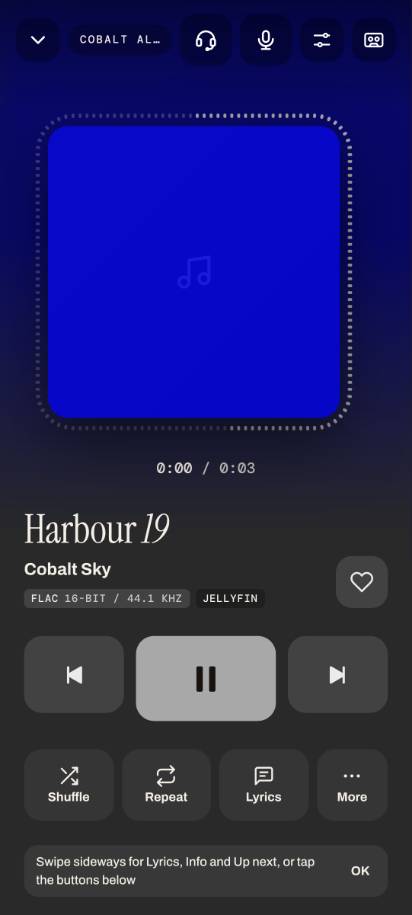 COBALT AL…
0:00 / 0:03
Harbour 19
Cobalt Sky
FLAC 16-BIT / 44.1 KHZ JELLYFIN
Shuffle Repeat Lyrics More
Swipe sideways for Lyrics, Info and Up next, or tap
the buttons below
OK